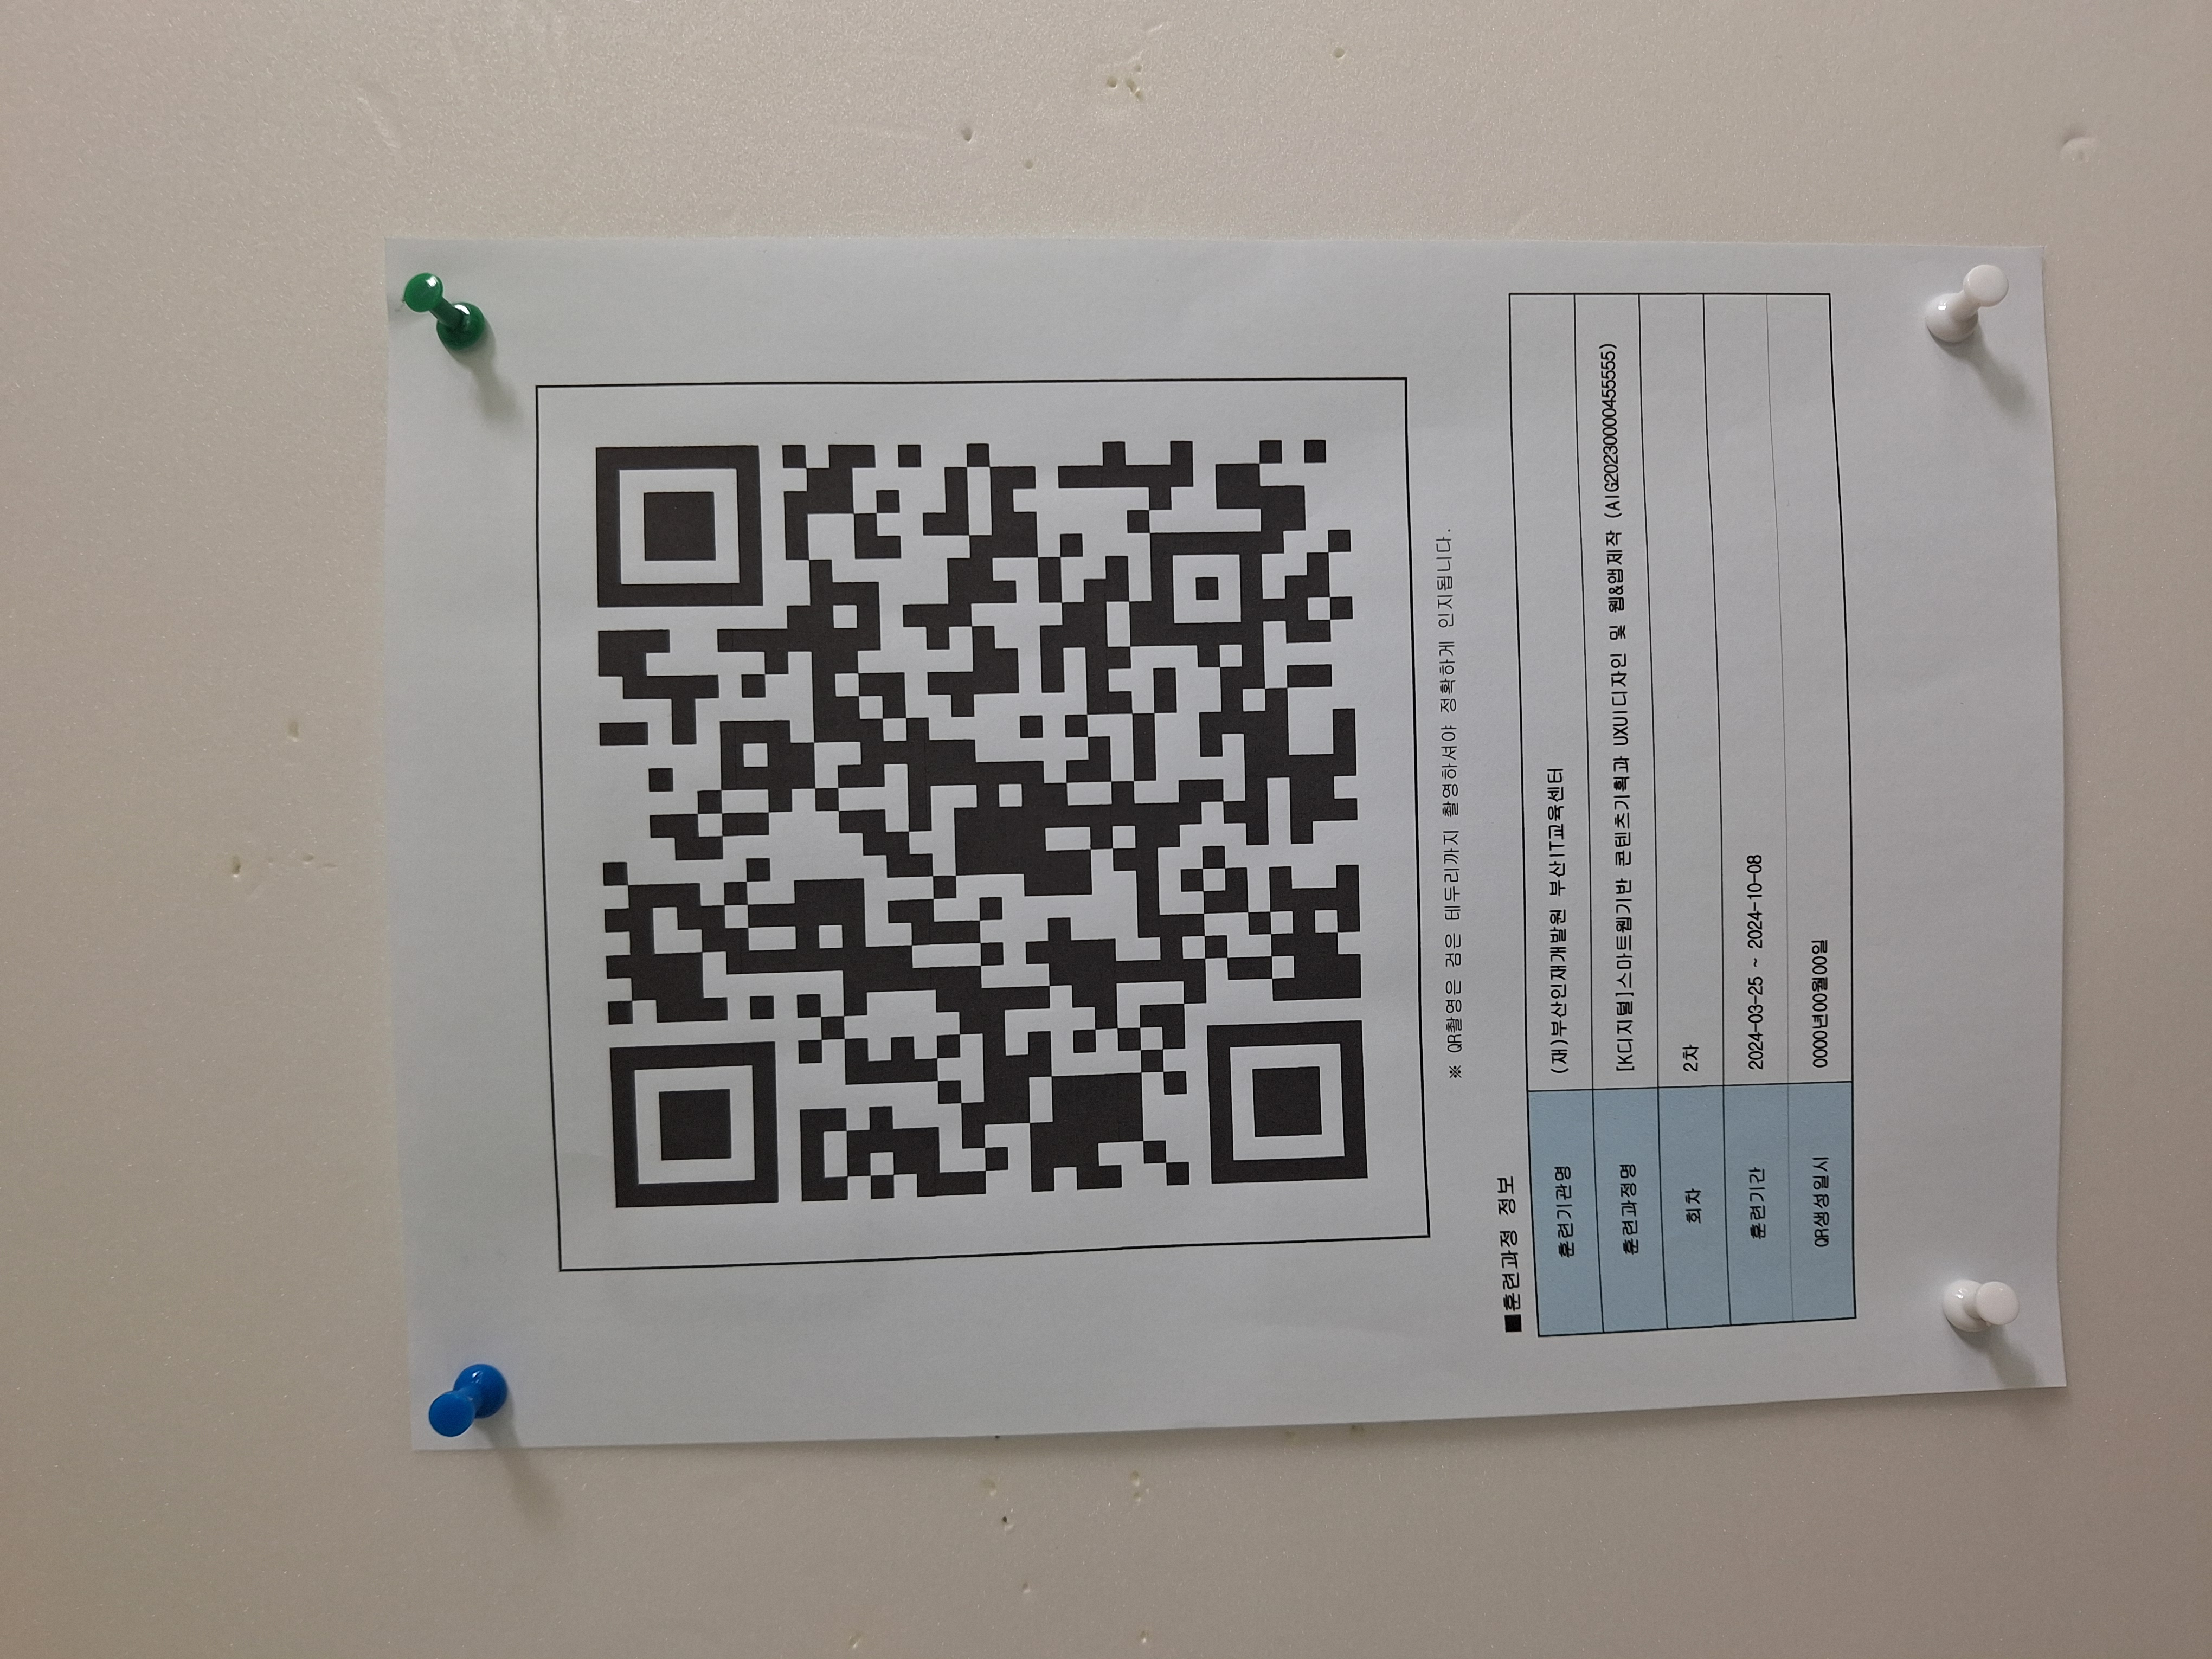 ※ QR촬영은 검은 테두리까지 촬영하셔야 정확하게 인지됩니다.
■훈련과정 정보
훈련기관명 (재)부산인재개발원 부산IT교육센터
훈련과정명 [K디지털]스마트웹기반 콘텐츠기획과 UXUI디자인 및 웹&앱제작 (AIG20230000455555)
회차 2차
훈련기간 2024-03-25 ~ 2024-10-08
QR생성일시 0000년00월00일